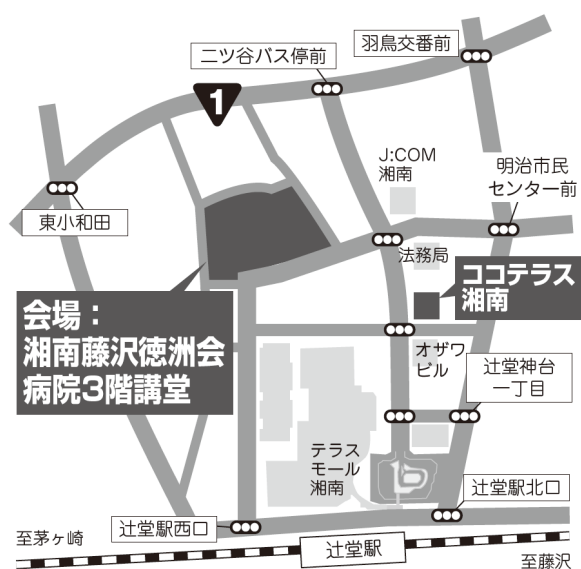 羽鳥交番前
二ツ谷バス停前
1
J:COM
湘南
明治市民
センター前
東小和田
法務局
ココテラス
湘南
会場：
湘南藤沢徳洲会
病院3階講堂
オザワ
ビル
辻堂神台
一丁目
テラス
モール
湘南
辻堂駅北口
辻堂駅西口
至茅ヶ崎
辻堂駅
至藤沢